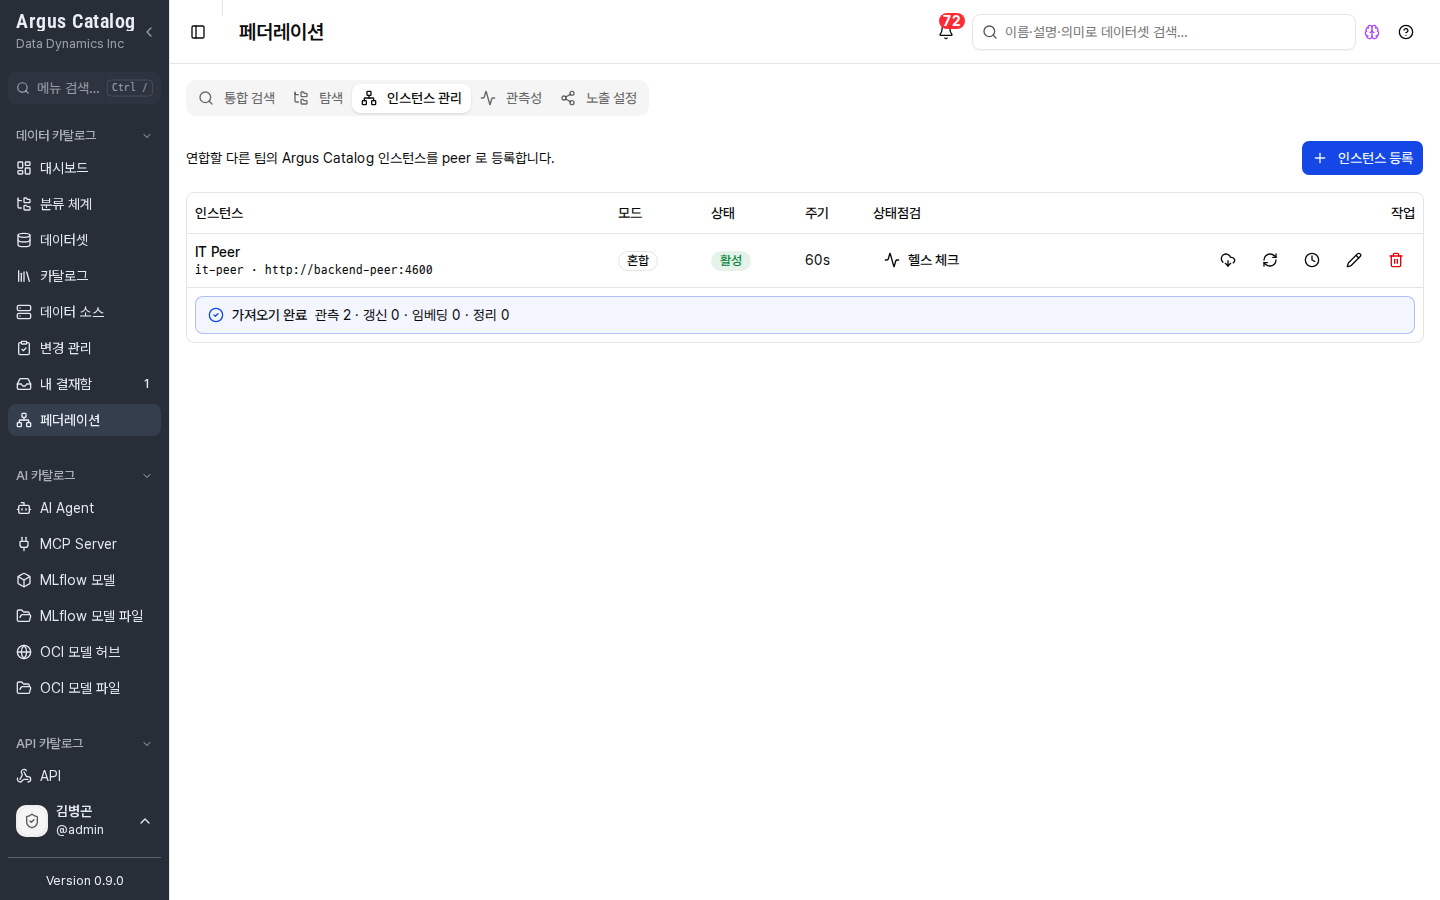 Argus Catalog
Data Dynamics Inc
메뉴 검색... Ctrl /
데이터 카탈로그
대시보드
분류 체계
데이터셋
카탈로그
데이터 소스
변경 관리
내 결재함 1
페더레이션
AI 카탈로그
AI Agent
MCP Server
MLflow 모델
MLflow 모델 파일
OCI 모델 허브
OCI 모델 파일
API 카탈로그
API
김병곤
@admin
Version 0.9.0
페더레이션
72
이름·설명·의미로 데이터셋 검색...
통합 검색 탐색 인스턴스 관리 관측성 노출 설정
연합할 다른 팀의 Argus Catalog 인스턴스를 peer 로 등록합니다.
인스턴스 등록
인스턴스 모드 상태 주기 상태점검 작업
IT Peer
it-peer · http://backend-peer:4600
혼합 활성 60s 헬스 체크
가져오기 완료 관측 2 · 갱신 0 · 임베딩 0 · 정리 0